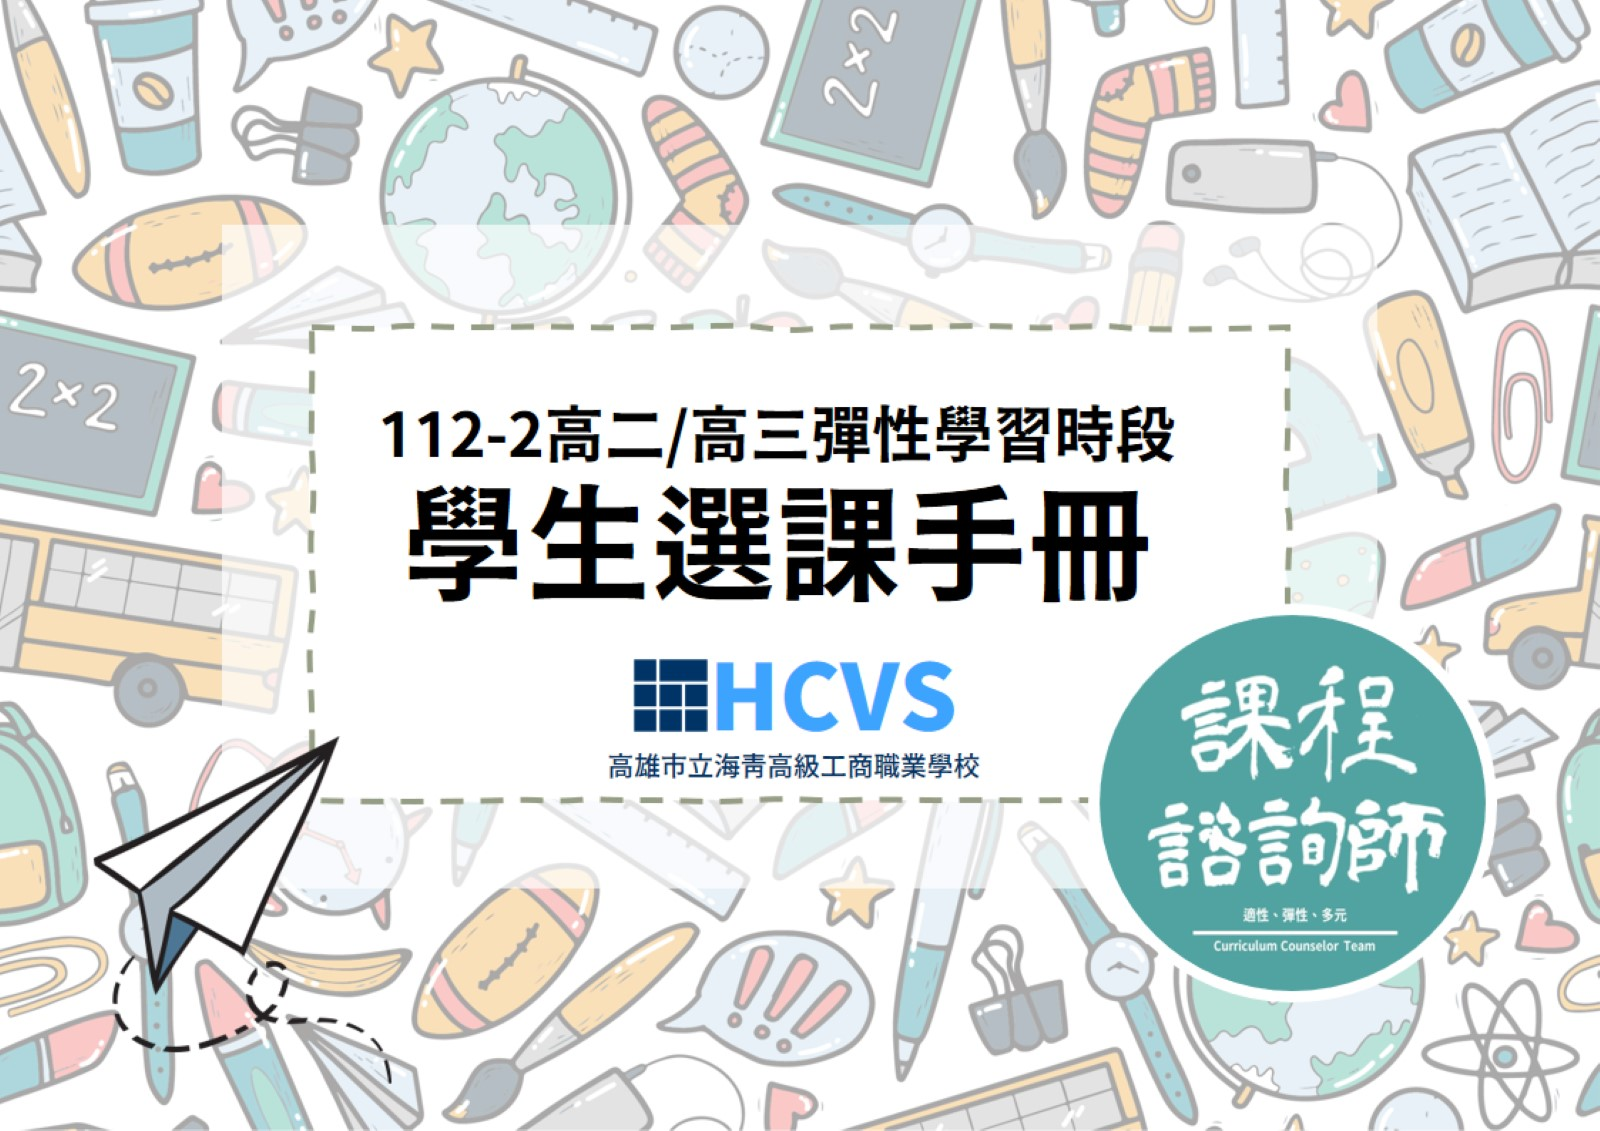 2×2
2×2
112-2高二/高三彈性學習時段
學生選課手冊
HCVS
高雄市立海青高級工商職業學校
課程
諮詢師
適性、彈性、多元
Curriculum Counselor Team